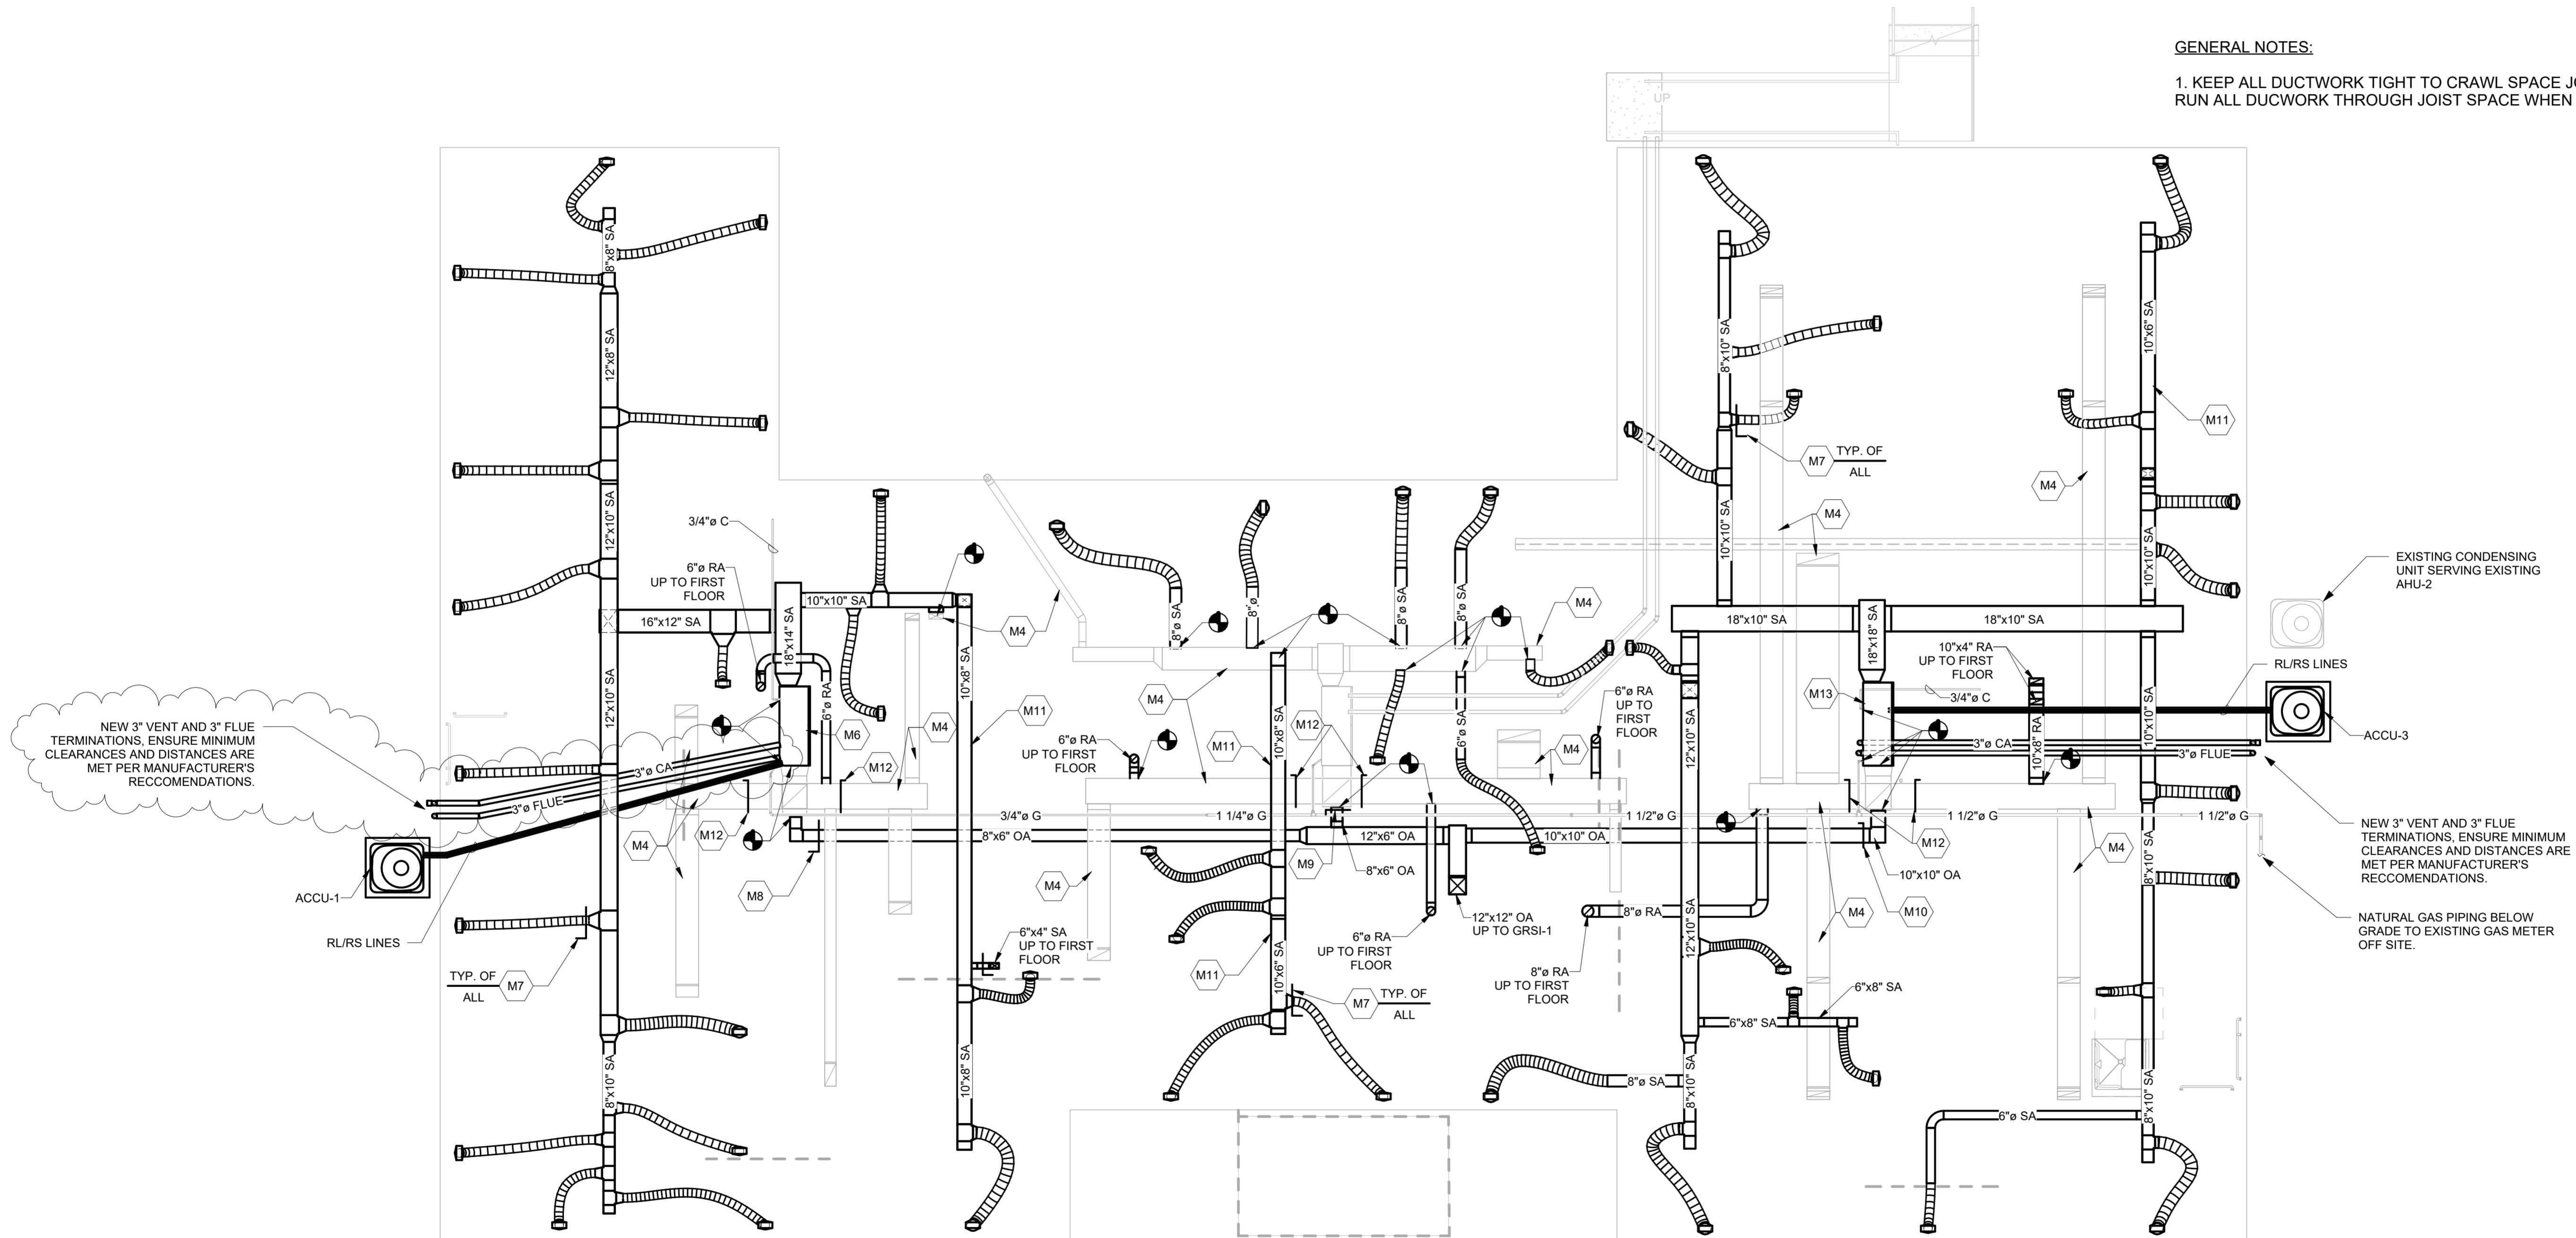 GENERAL NOTES:
1. KEEP ALL DUCTWORK TIGHT TO CRAWL SPACE
RUN ALL DUCWORK THROUGH JOIST SPACE WHEN
UP
8"x8" SA
12"x8" SA
12"x10" SA
12"x10" SA
8"x10" SA
16"x12" SA
3/4"ø C
6"ø RA
UP TO FIRST
FLOOR
18"x14" SA
10"x10" SA
6"ø RA
10"x8" SA
10"x8" SA
M4
M11
M6
M4
M12
M12
M4
M8
NEW 3" VENT AND 3" FLUE
TERMINATIONS, ENSURE MINIMUM
CLEARANCES AND DISTANCES ARE
MET PER MANUFACTURER'S
RECCOMENDATIONS.
3"ø CA
3"ø FLUE
ACCU-1
RL/RS LINES
TYP. OF
ALL
M7
6"x4" SA
UP TO FIRST
FLOOR
3/4"ø G
1 1/4"ø G
1 1/2"ø G
1 1/2"ø G
1 1/2"ø G
8"x6" OA
12"x6" OA
10"x10" OA
8"ø SA
8"ø
8"ø SA
8"ø SA
M4
M4
6"ø RA
UP TO FIRST
FLOOR
M11
10"x8" SA
M12
6"ø SA
M4
6"ø RA
UP TO
FIRST
FLOOR
M9
8"x6" OA
M4
12"x12" OA
UP TO GRSI-1
6"ø RA
UP TO FIRST
FLOOR
M11
10"x6" SA
M7
TYP. OF
ALL
8"ø RA
8"ø RA
UP TO FIRST
FLOOR
8"x10" SA
10"x10" SA
M7
TYP. OF
ALL
M4
M4
10"x6" SA
M11
10"x10" SA
18"x10" SA
18"x18" SA
18"x10" SA
10"x4" RA
UP TO FIRST
FLOOR
M13
3/4"ø C
10"x8" RA
10"x10" SA
3"ø CA
3"ø FLUE
EXISTING CONDENSING
UNIT SERVING EXISTING
AHU-2
RL/RS LINES
ACCU-3
12"x10" SA
12"x10" SA
8"x10" SA
M12
10"x10" OA
M10
M4
M4
8"x10" SA
NEW 3" VENT AND 3" FLUE
TERMINATIONS, ENSURE MINIMUM
CLEARANCES AND DISTANCES ARE
MET PER MANUFACTURER'S
RECCOMENDATIONS.
NATURAL GAS PIPING BELOW
GRADE TO EXISTING GAS METER
OFF SITE.
6"x8" SA
6"x8" SA
8"ø SA
6"ø SA
8"x10" SA